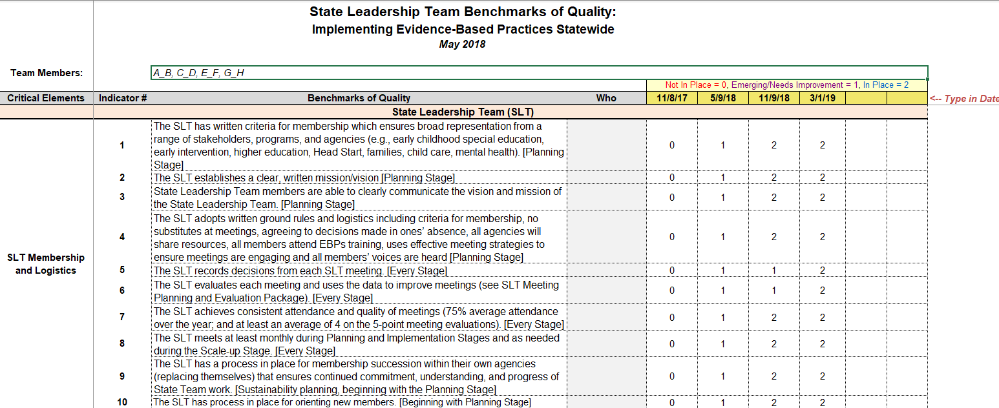 State Leadership Team Benchmarks of Quality:
Implementing Evidence-Based Practices Statewide
May 2018
Team Members:
A_B, C_D, E_F, G_H
Not In Place = 0, Emerging/Needs Improvement = 1, In Place = 2
Critical Elements Indicator # Benchmarks of Quality Who 11/8/17 5/9/18 11/9/18 3/1/19 <-- Type in Date
State Leadership Team (SLT)
SLT Membership
and Logistics
1
The SLT has written criteria for membership which ensures broad representation from a
range of stakeholders, programs, and agencies (e.g., early childhood special education,
early intervention, higher education, Head Start, families, child care, mental health). [Planning
Stage]
0 1 2 2
2 The SLT establishes a clear, written mission/vision [Planning Stage] 0 1 2 2
3
State Leadership Team members are able to clearly communicate the vision and mission of
the State Leadership Team. [Planning Stage]
0 1 2 2
4
The SLT adopts written ground rules and logistics including criteria for membership, no
substitutes at meetings, agreeing to decisions made in ones' absence, all agencies will
share resources, all members attend EBPs training, uses effective meeting strategies to
ensure meetings are engaging and all members' voices are heard [Planning Stage]
0 1 2 2
5 The SLT records decisions from each SLT meeting. [Every Stage] 0 1 1 2
6
The SLT evaluates each meeting and uses the data to improve meetings (see SLT Meeting
Planning and Evaluation Package). [Every Stage]
0 1 1 2
7
The SLT achieves consistent attendance and quality of meetings (75% average attendance
over the year; and at least an average of 4 on the 5-point meeting evaluations). [Every Stage]
0 1 2 2
8
The SLT meets at least monthly during Planning and Implementation Stages and as needed
during the Scale-up Stage. [Every Stage]
0 1 2 2
9
The SLT has a process in place for membership succession within their own agencies
(replacing themselves) that ensures continued commitment, understanding, and progress of
State Team work. [Sustainability planning, beginning with the Planning Stage]
0 1 2 2
10 The SLT has process in place for orienting new members. [Beginning with Planning Stage] 0 1 2 2